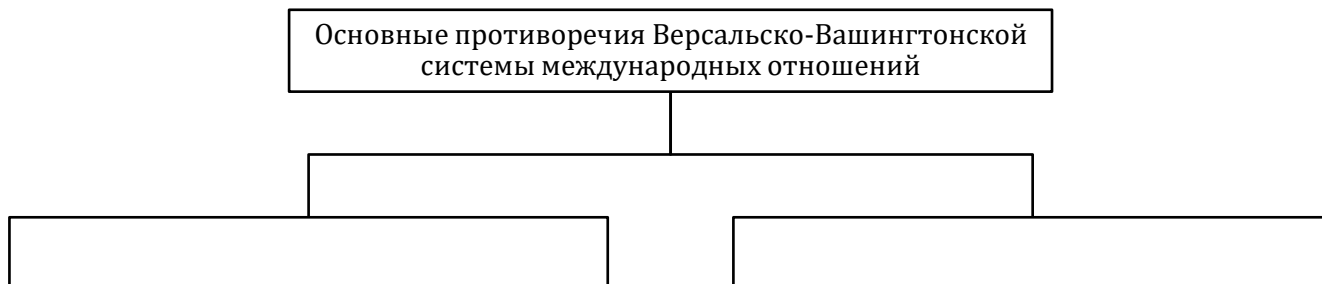 Основные противоречия Версальско-Вашингтонской
системы международных отношений